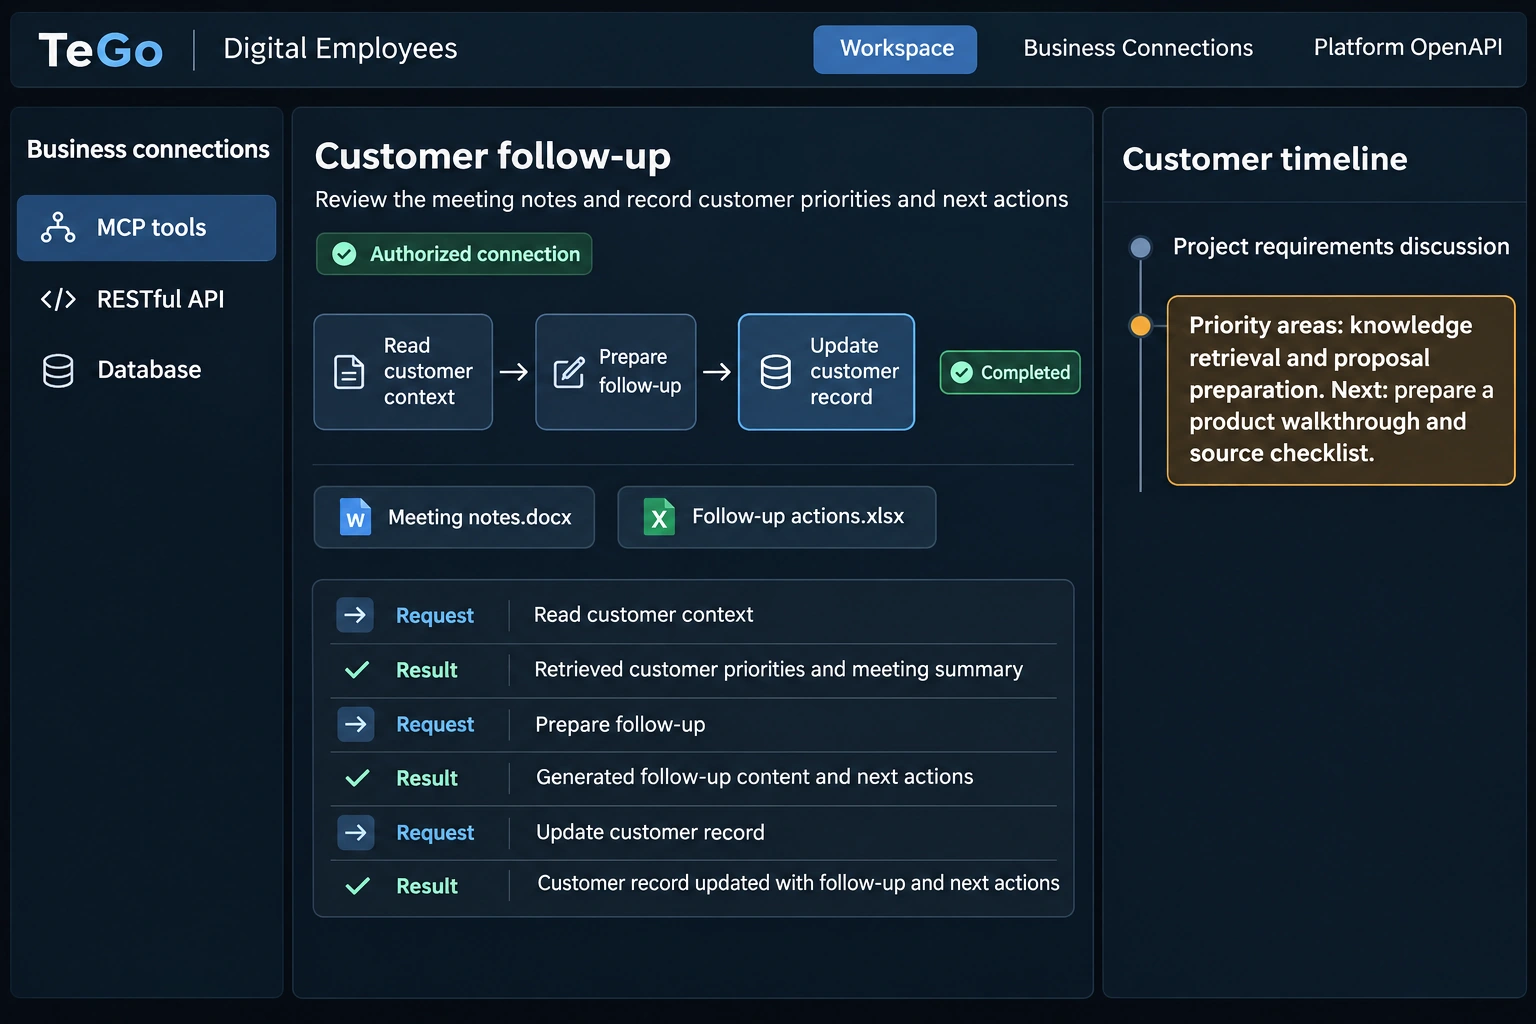 TeGo
Digital Employees
Workspace
Business Connections
Platform OpenAPI
Business connections
MCP tools
RESTful API
Database
Customer follow-up
Review the meeting notes and record customer priorities and next actions
Authorized connection
Read
customer
context
Prepare
follow-up
Update
customer
record
Completed
W
Meeting notes.docx
X
Follow-up actions.xlsx
Request
Read customer context
Result
Retrieved customer priorities and meeting summary
Request
Prepare follow-up
Result
Generated follow-up content and next actions
Request
Update customer record
Result
Customer record updated with follow-up and next actions
Customer timeline
Project requirements discussion
Priority areas: knowledge
retrieval and proposal
preparation. Next: prepare a
product walkthrough and
source checklist.